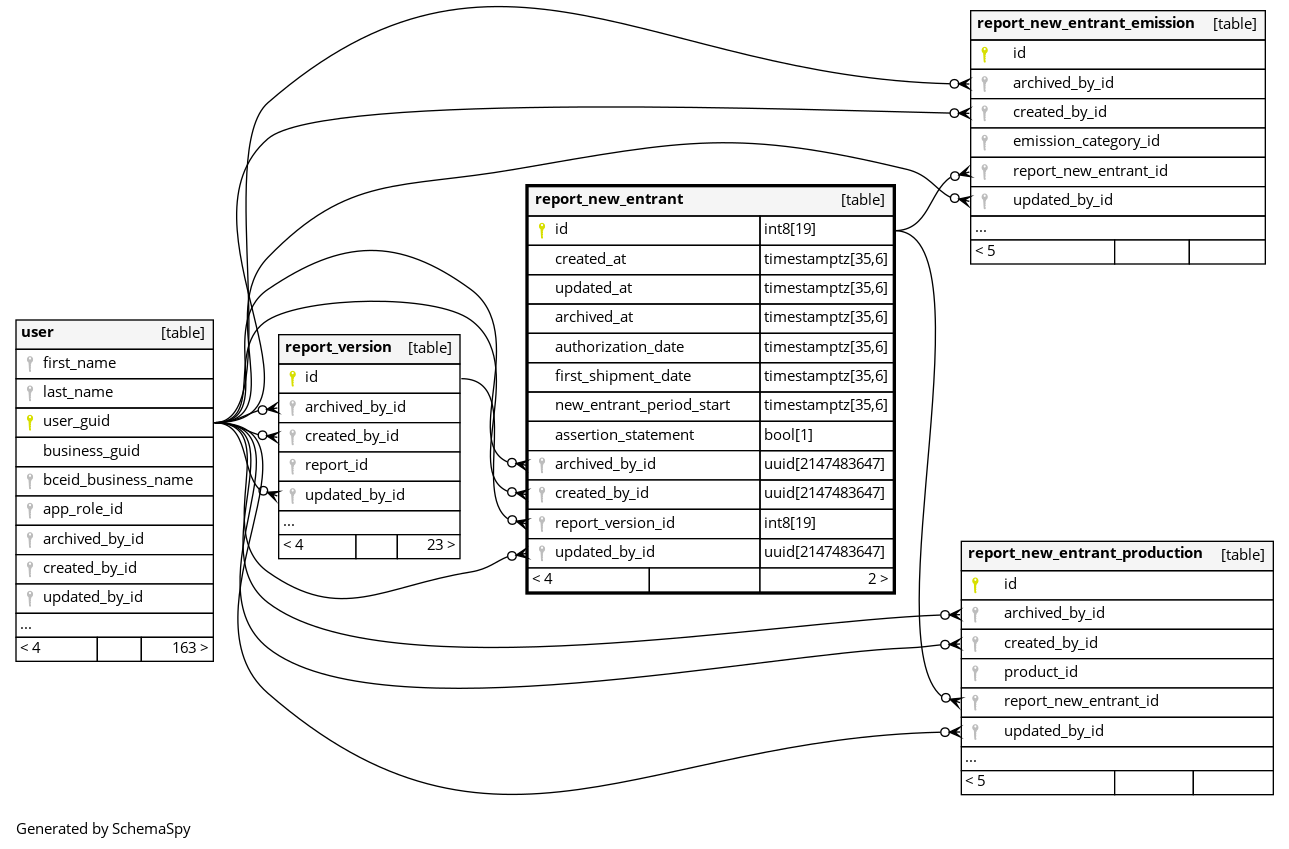 report_new_entrant_emission [table]
id
archived_by_id
created_by_id
emission_category_id
report_new_entrant_id
updated_by_id
...
< 5
report_new_entrant [table]
id int8[19]
created_at timestamptz[35,6]
updated_at timestamptz[35,6]
archived_at timestamptz[35,6]
authorization_date timestamptz[35,6]
first_shipment_date timestamptz[35,6]
new_entrant_period_start timestamptz[35,6]
assertion_statement bool[1]
archived_by_id uuid[2147483647]
created_by_id uuid[2147483647]
report_version_id int8[19]
updated_by_id uuid[2147483647]
< 4 2 >
user [table]
first_name
last_name
user_guid
business_guid
bceid_business_name
app_role_id
archived_by_id
created_by_id
updated_by_id
...
< 4 163 >
report_version [table]
id
archived_by_id
created_by_id
report_id
updated_by_id
...
< 4 23 >
report_new_entrant_production [table]
id
archived_by_id
created_by_id
product_id
report_new_entrant_id
updated_by_id
...
< 5
Generated by SchemaSpy